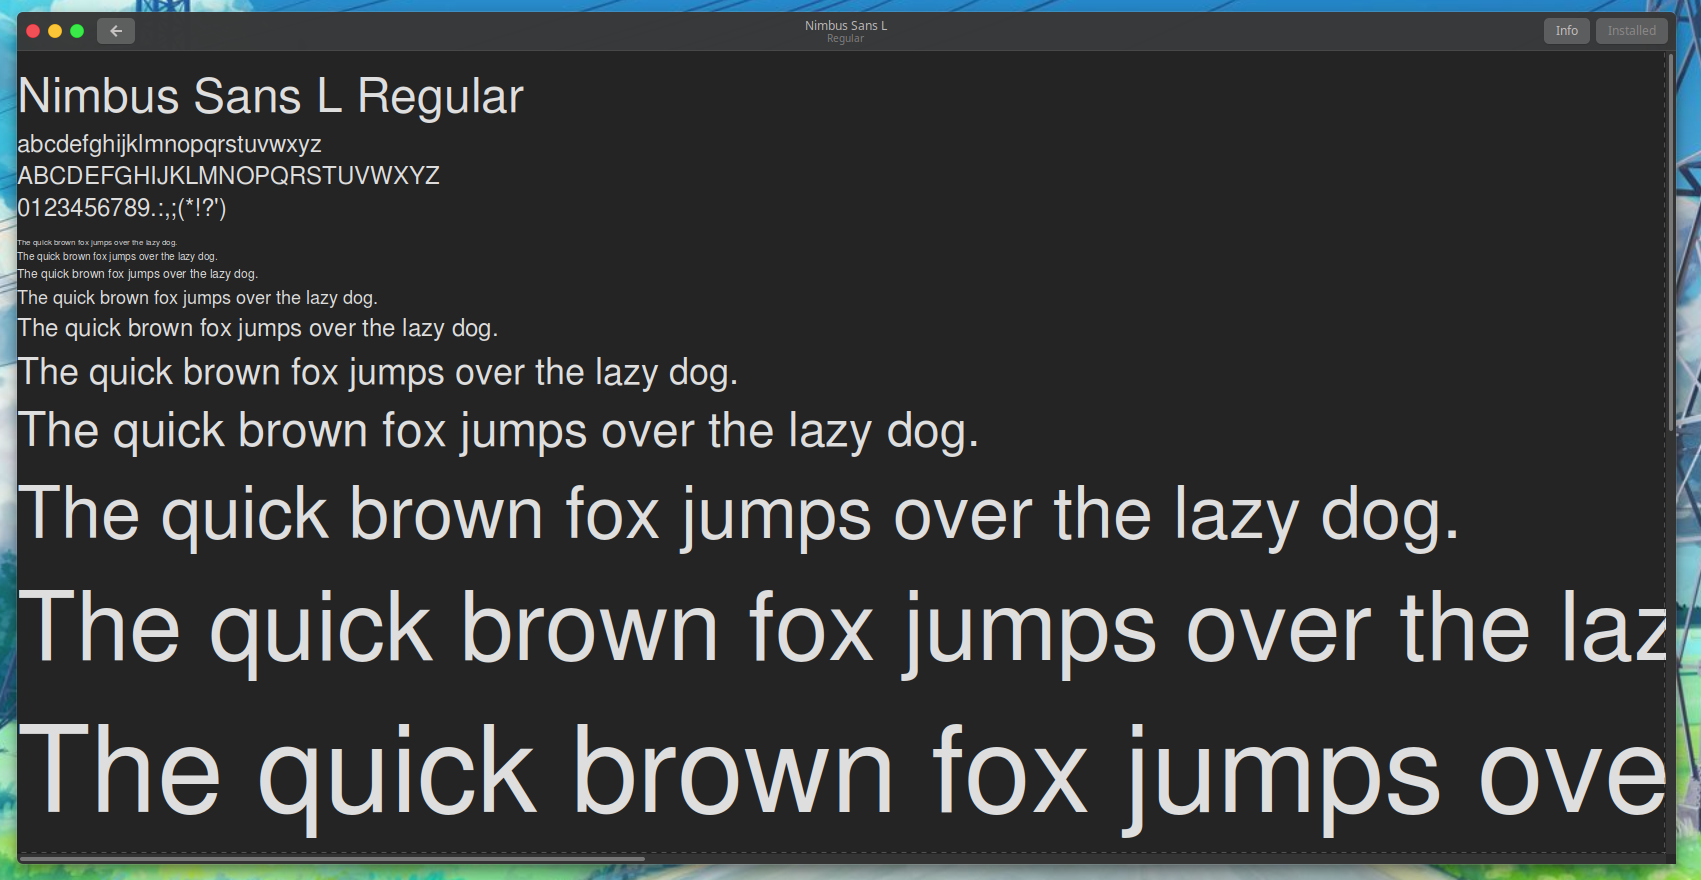 Nimbus Sans L
Regular
Info
Installed
Nimbus Sans L Regular
abcdefghijklmnopqrstuvwxyz
ABCDEFGHIJKLMNOPQRSTUVWXYZ
0123456789.:,;(*!?')
The quick brown fox jumps over the lazy dog.
The quick brown fox jumps over the lazy dog.
The quick brown fox jumps over the lazy dog.
The quick brown fox jumps over the lazy dog.
The quick brown fox jumps over the lazy dog.
The quick brown fox jumps over the lazy dog.
The quick brown fox jumps over the lazy dog.
The quick brown fox jumps over the lazy dog.
The quick brown fox jumps over the laz
The quick brown fox jumps ove